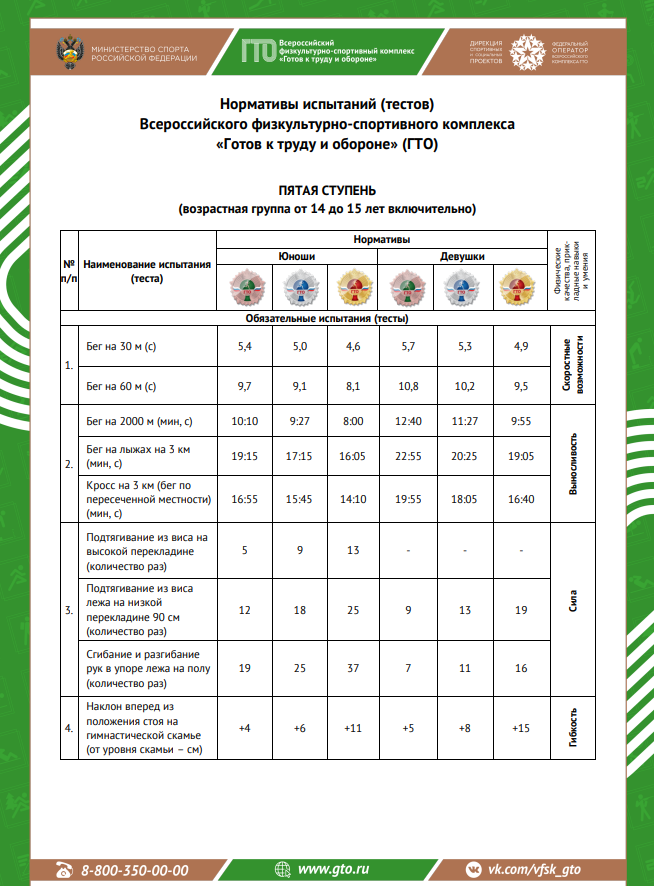 МИНИСТЕРСТВО СПОРТА
РОССИЙСКОЙ ФЕДЕРАЦИИ
ГТО
Всероссийский
физкультурно-спортивный комплекс
«Готов к труду и обороне»
ДИРЕКЦИЯ
СПОРТИВНЫХ
И СОЦИАЛЬНЫХ
ПРОЕКТОВ
ФЕДЕРАЛЬНЫЙ
ОПЕРАТОР
ВСЕРОССИЙСКОГО
КОМПЛЕКСА ГТО
Нормативы испытаний (тестов)
Всероссийского физкультурно-спортивного комплекса
«Готов к труду и обороне» (ГТО)
ПЯТАЯ СТУПЕНЬ
(возрастная группа от 14 до 15 лет включительно)
№
п/п
Наименование испытания
(теста)
Нормативы
Юноши Девушки
ГТО ГТО ГТО ГТО ГТО ГТО
Физические
качества, прик-
ладные навыки
и умения
Обязательные испытания (тесты)
1.
Бег на 30 м (с) 5,4 5,0 4,6 5,7 5,3 4,9
Бег на 60 м (с) 9,7 9,1 8,1 10,8 10,2 9,5
Скоростные
возможности
2.
Бег на 2000 м (мин, с) 10:10 9:27 8:00 12:40 11:27 9:55
Бег на лыжах на 3 км
(мин, с) 19:15 17:15 16:05 22:55 20:25 19:05
Кросс на 3 км (бег по
пересеченной местности)
(мин, с) 16:55 15:45 14:10 19:55 18:05 16:40
Выносливость
3.
Подтягивание из виса на
высокой перекладине
(количество раз) 5 9 13 - - -
Подтягивание из виса
лежа на низкой
перекладине 90 см
(количество раз) 12 18 25 9 13 19
Сгибание и разгибание
рук в упоре лежа на полу
(количество раз) 19 25 37 7 11 16
Сила
4.
Наклон вперед из
положения стоя на
гимнастической скамье
(от уровня скамьи – см) +4 +6 +11 +5 +8 +15
Гибкость
8-800-350-00-00
www.gto.ru
vk.com/vfsk_gto